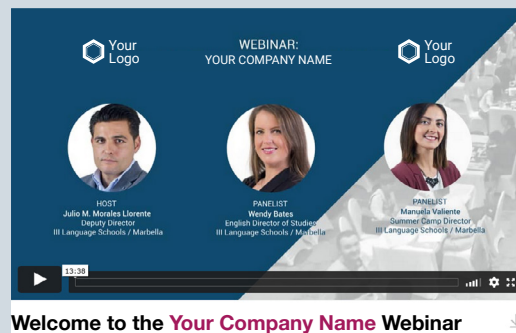 Your
Logo
WEBINAR:
YOUR COMPANY NAME
Your
Logo
HOST
Julio M. Morales Llorente
Deputy Director
III Language Schools / Marbella
PANELIST
Wendy Bates
English Director of Studies
III Language Schools / Marbella
PANELIST
Manuela Valiente
Summer Camp Director
III Language Schools / Marbella
13:38
Welcome to the Your Company Name Webinar